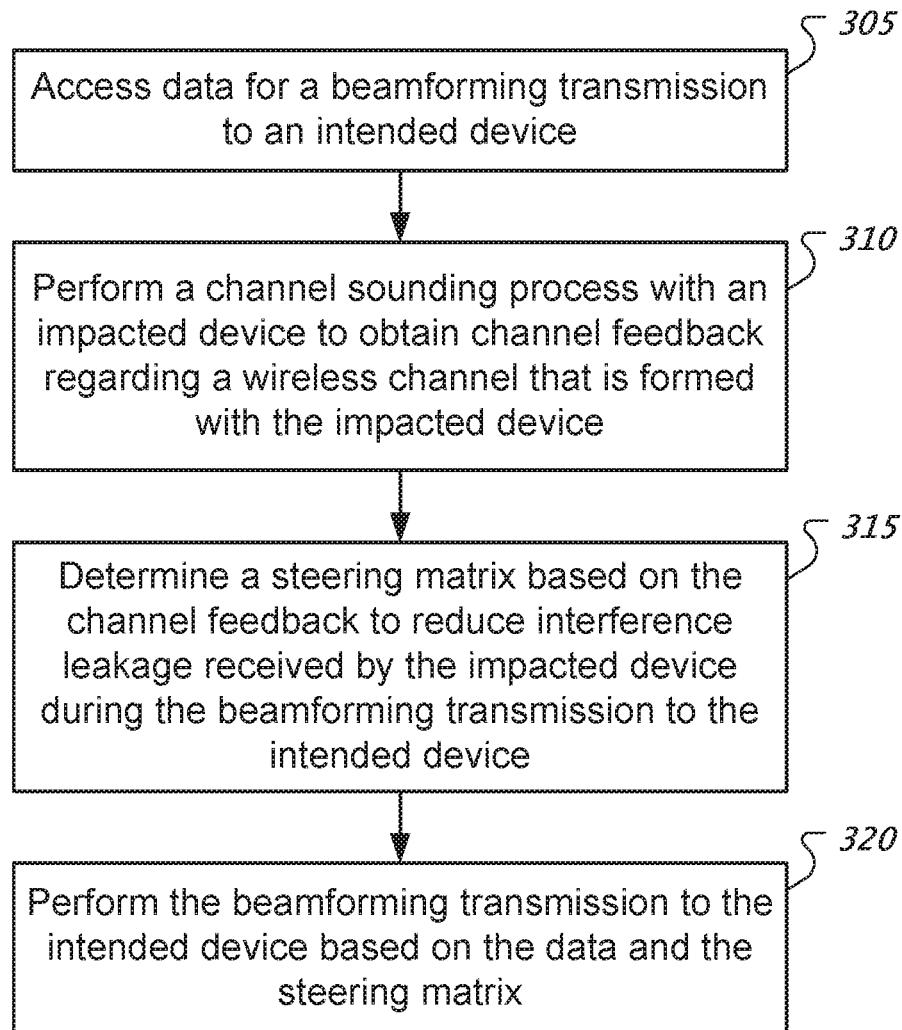 305
Access data for a beamforming transmission
to an intended device
310
Perform a channel sounding process with an
impacted device to obtain channel feedback
regarding a wireless channel that is formed
with the impacted device
315
Determine a steering matrix based on the
channel feedback to reduce interference
leakage received by the impacted device
during the beamforming transmission to the
intended device
320
Perform the beamforming transmission to the
intended device based on the data and the
steering matrix